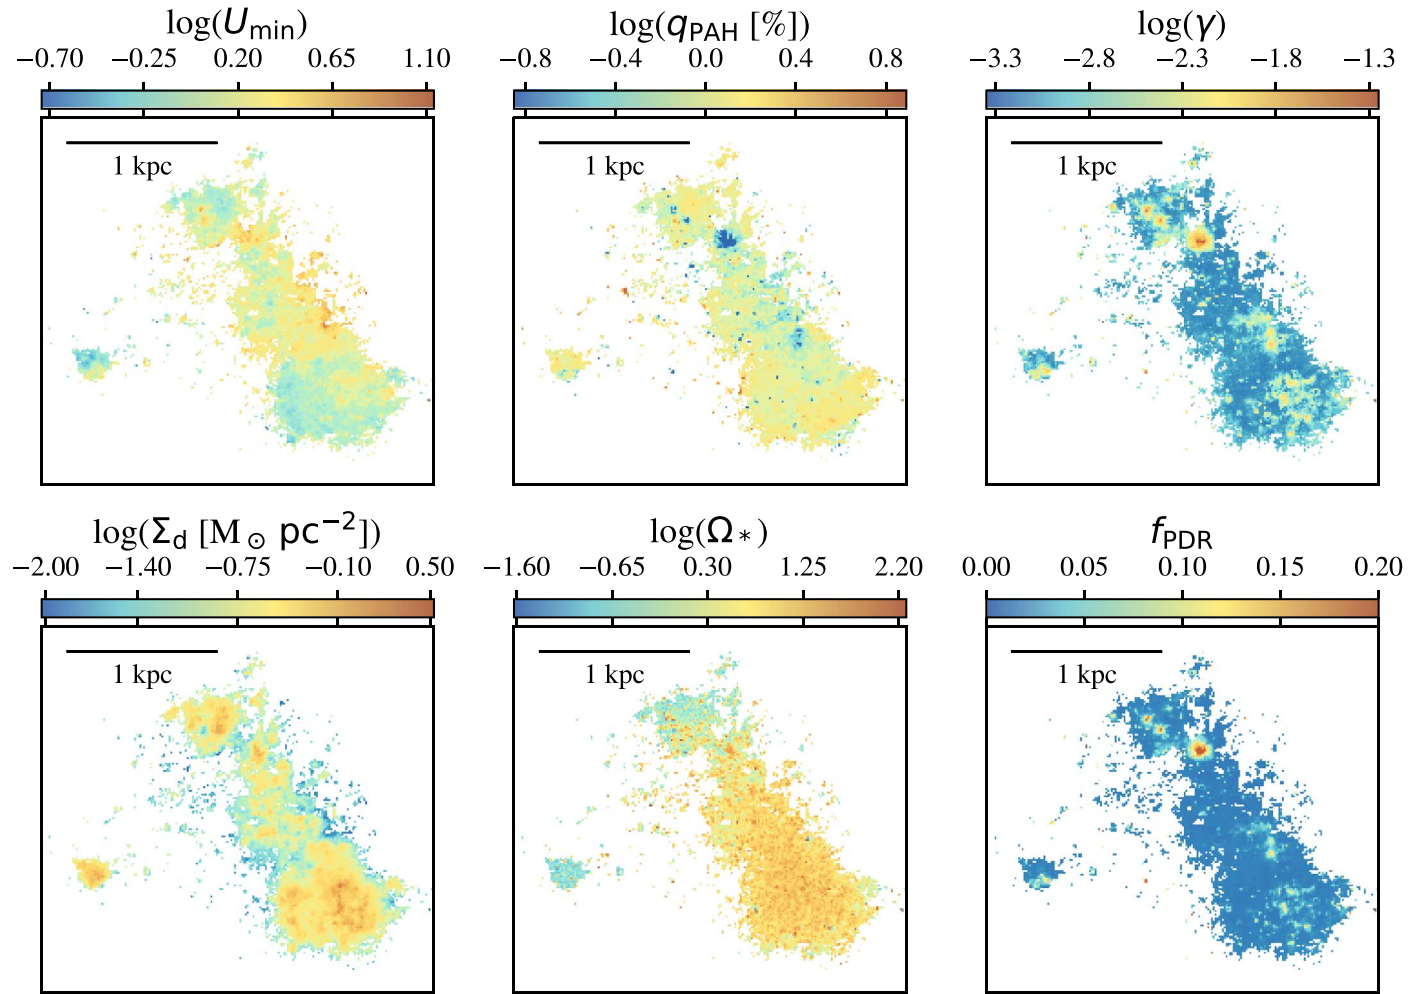 log(U_min) log(q_PAH [%]) log(γ)
−0.70 −0.25 0.20 0.65 1.10 −0.8 −0.4 0.0 0.4 0.8 −3.3 −2.8 −2.3 −1.8 −1.3
1 kpc 1 kpc 1 kpc
log(Σ_d [M_⊙ pc⁻²]) log(Ω_*) f_PDR
−2.00 −1.40 −0.75 −0.10 0.50 −1.60 −0.65 0.30 1.25 2.20 0.00 0.05 0.10 0.15 0.20
1 kpc 1 kpc 1 kpc